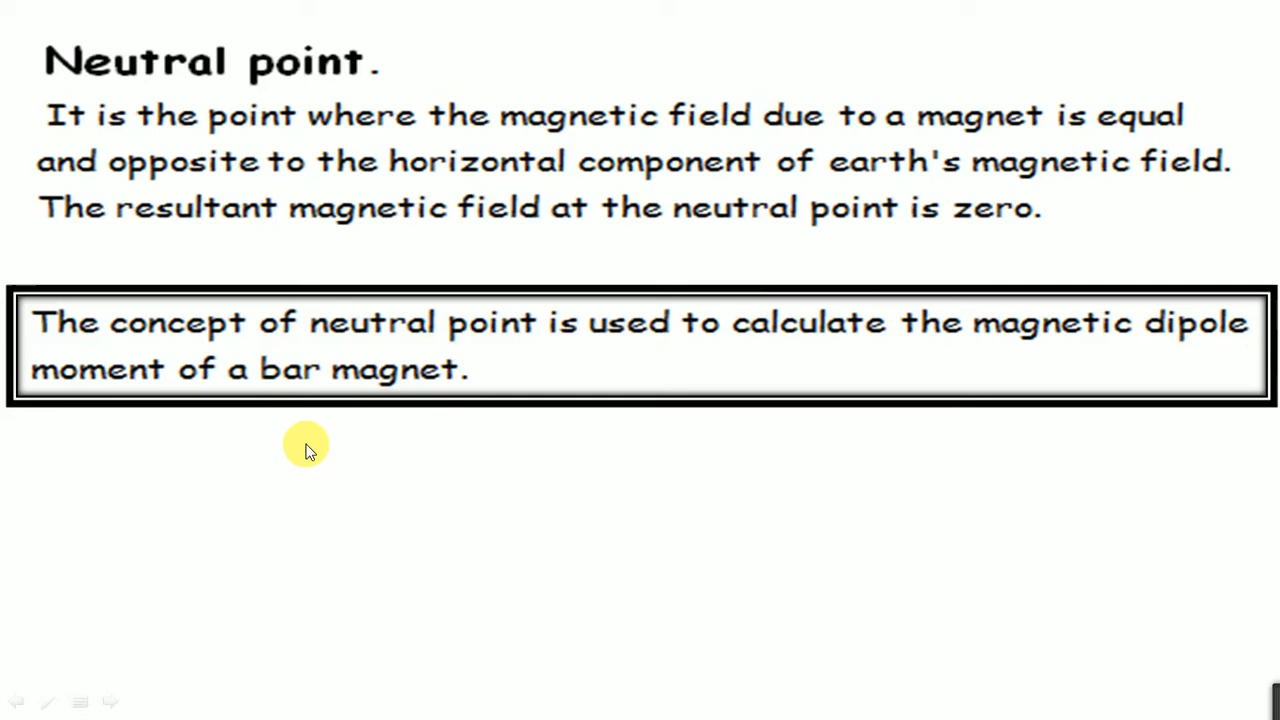 Neutral point.
It is the point where the magnetic field due to a magnet is equal
and opposite to the horizontal component of earth's magnetic field.
The resultant magnetic field at the neutral point is zero.
The concept of neutral point is used to calculate the magnetic dipole
moment of a bar magnet.